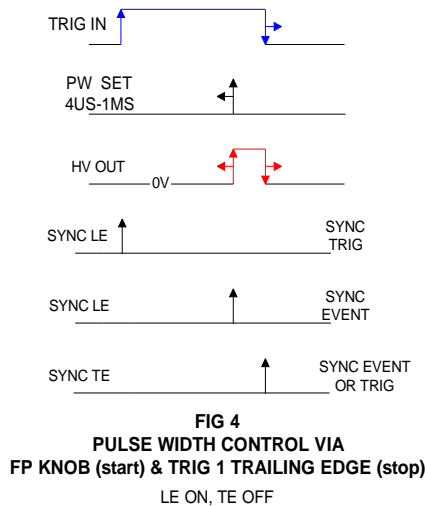 TRIG IN
PW SET
4US-1MS
HV OUT
0V
SYNC LE
SYNC
TRIG
SYNC LE
SYNC
EVENT
SYNC TE
SYNC EVENT
OR TRIG
FIG 4
PULSE WIDTH CONTROL VIA
FP KNOB (start) & TRIG 1 TRAILING EDGE (stop)
LE ON, TE OFF